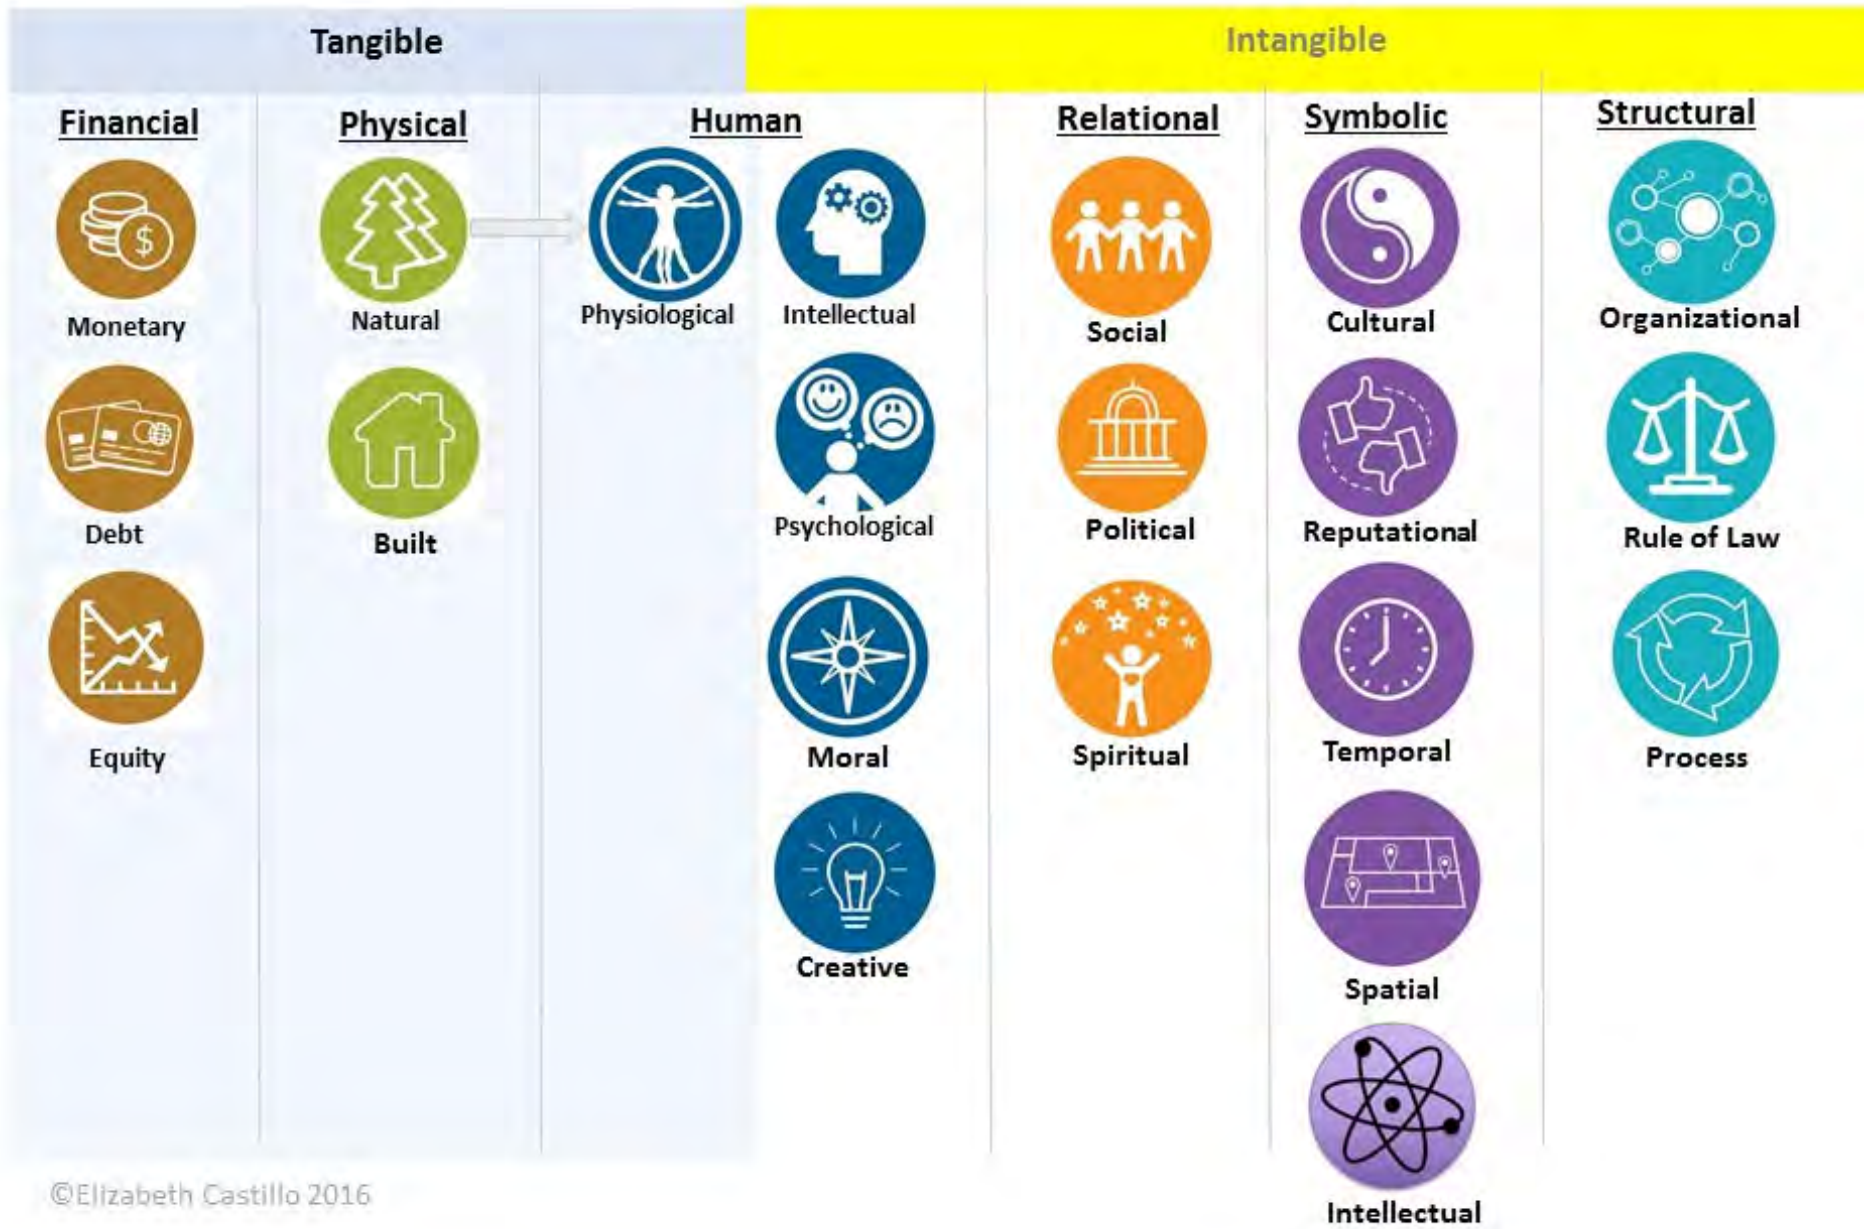 Tangible
Intangible
Financial
Physical
Human
Relational
Symbolic
Structural
$
Monetary
Natural
Physiological
Intellectual
Social
Cultural
Organizational
Debt
Built
Psychological
Political
Reputational
Rule of Law
Equity
Moral
Spiritual
Temporal
Process
Creative
Spatial
Intellectual
©Elizabeth Castillo 2016